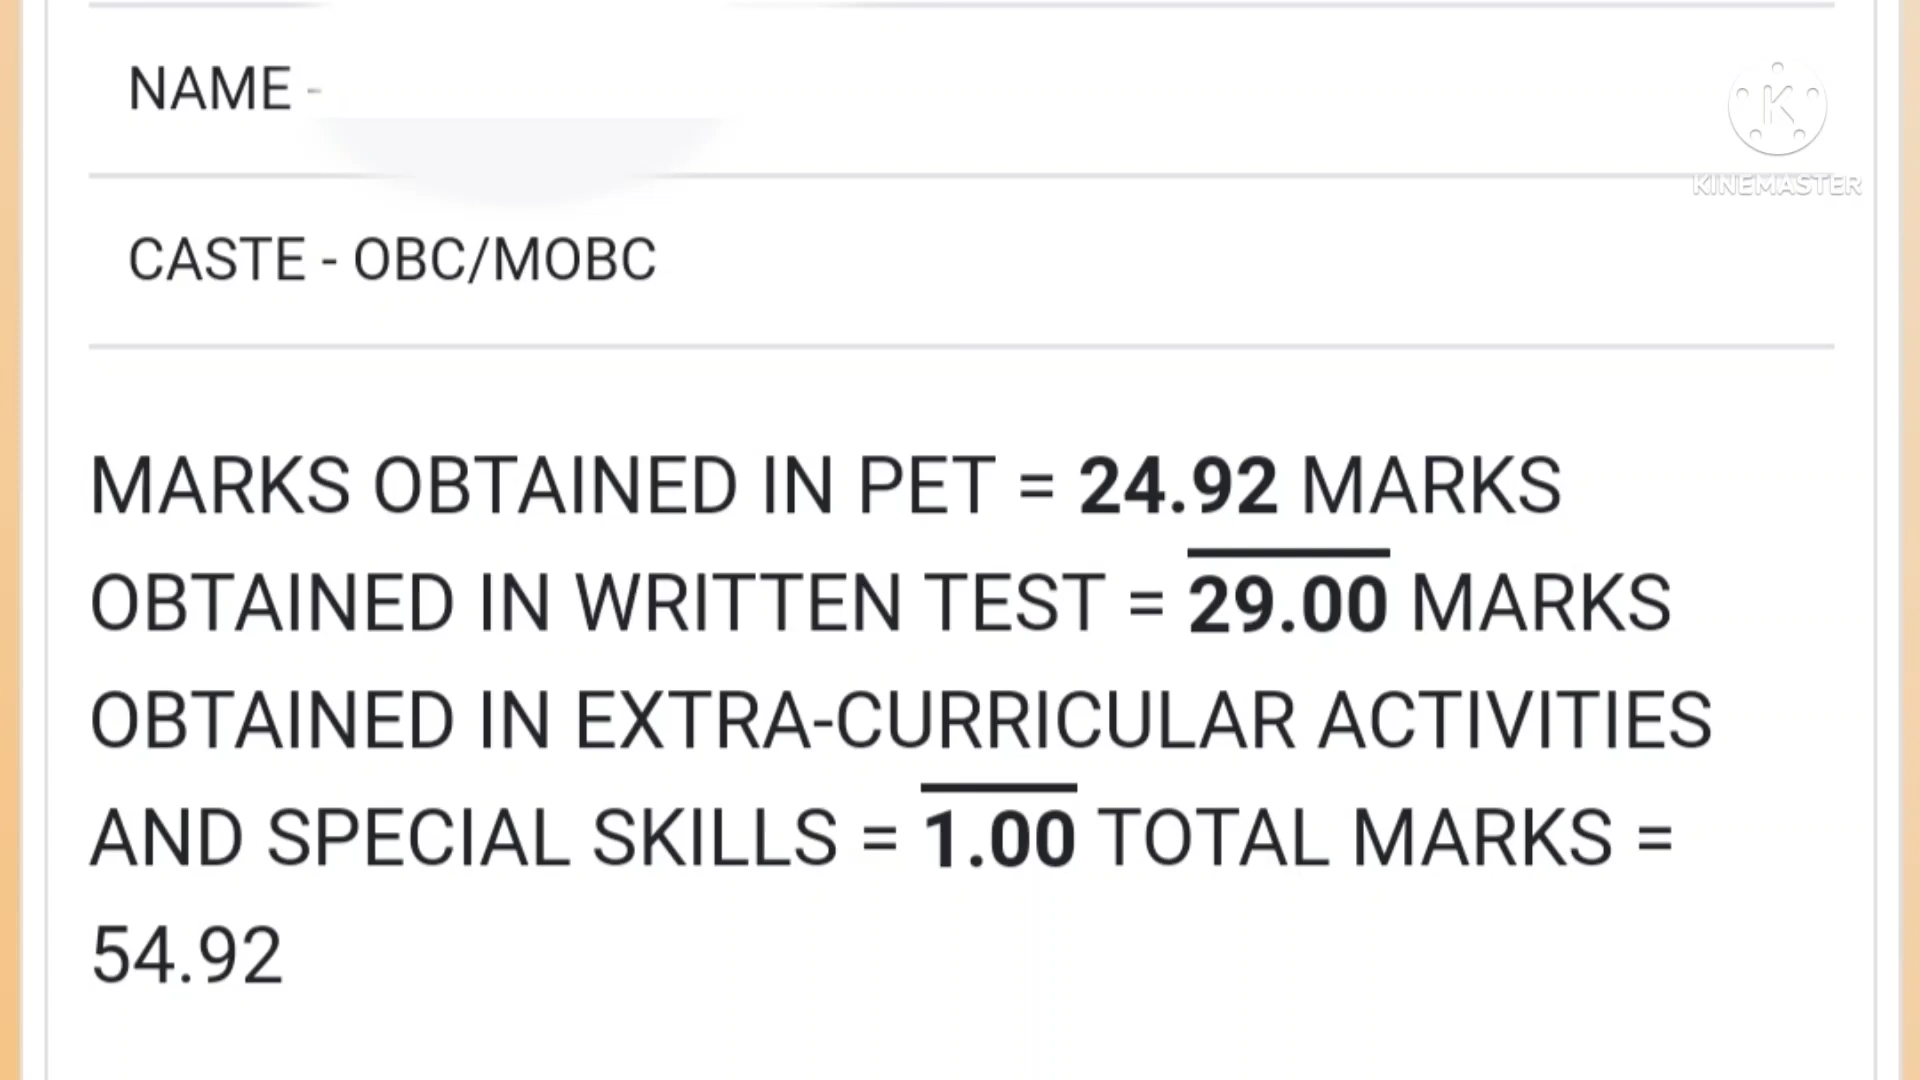 NAME -
K
KINEMASTER
CASTE - OBC/MOBC
MARKS OBTAINED IN PET = 24.92 MARKS
OBTAINED IN WRITTEN TEST = 29.00 MARKS
OBTAINED IN EXTRA-CURRICULAR ACTIVITIES
AND SPECIAL SKILLS = 1.00 TOTAL MARKS =
54.92